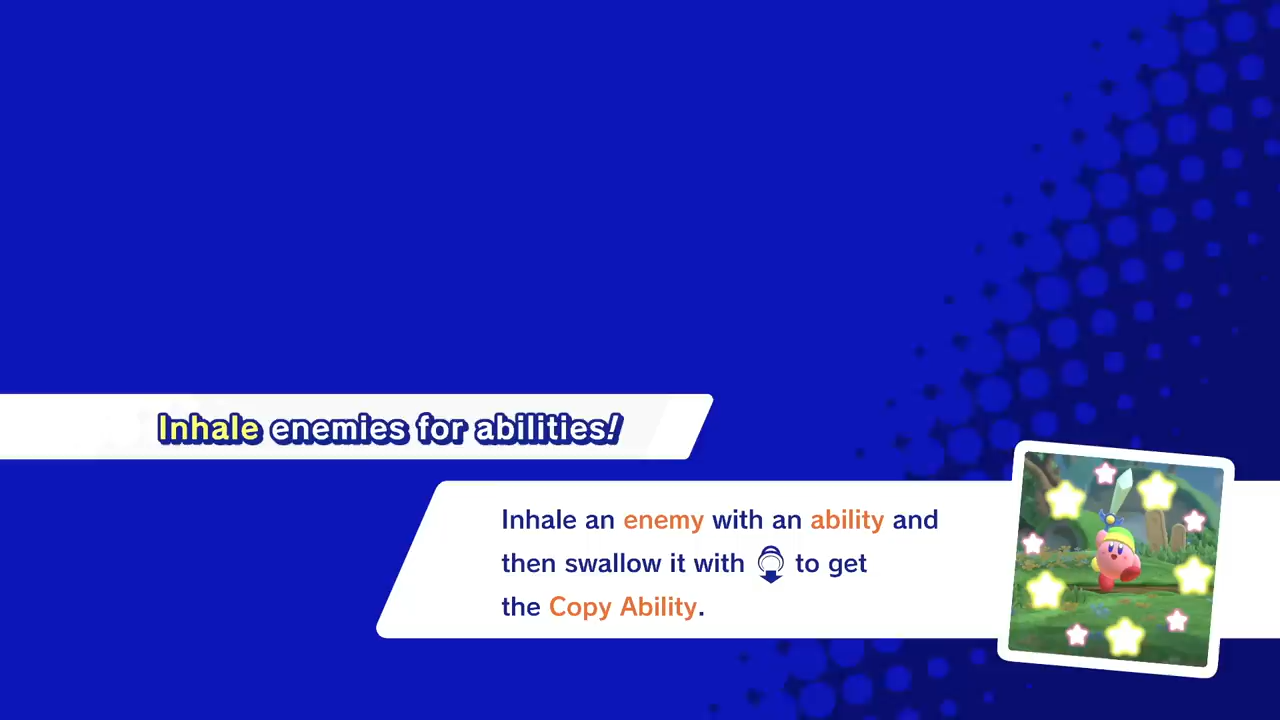 Inhale enemies for abilities!
Inhale an enemy with an ability and
then swallow it with to get
the Copy Ability.